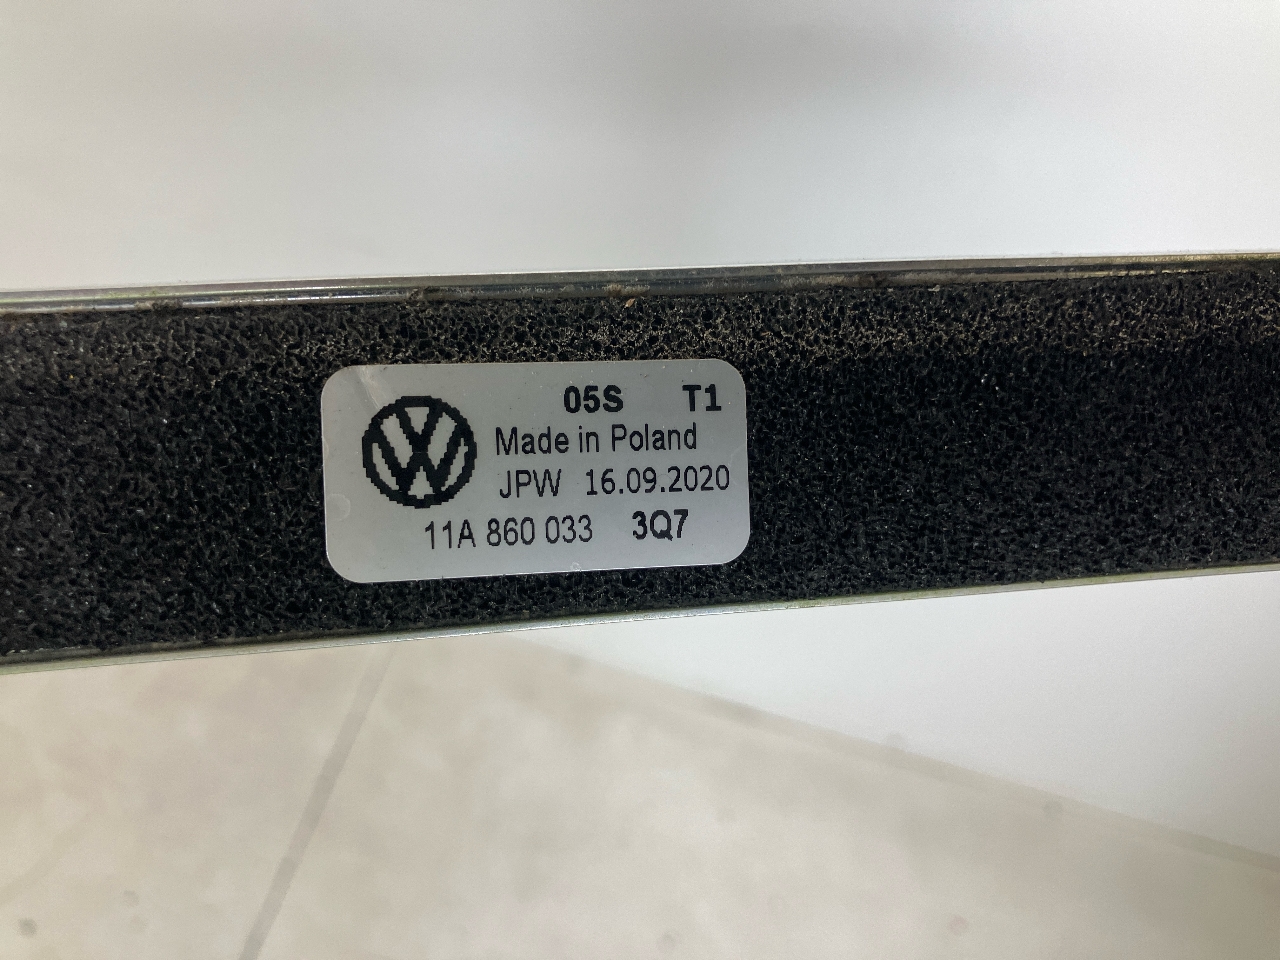 05S T1
Made in Poland
JPW 16.09.2020
11A 860 033 3Q7